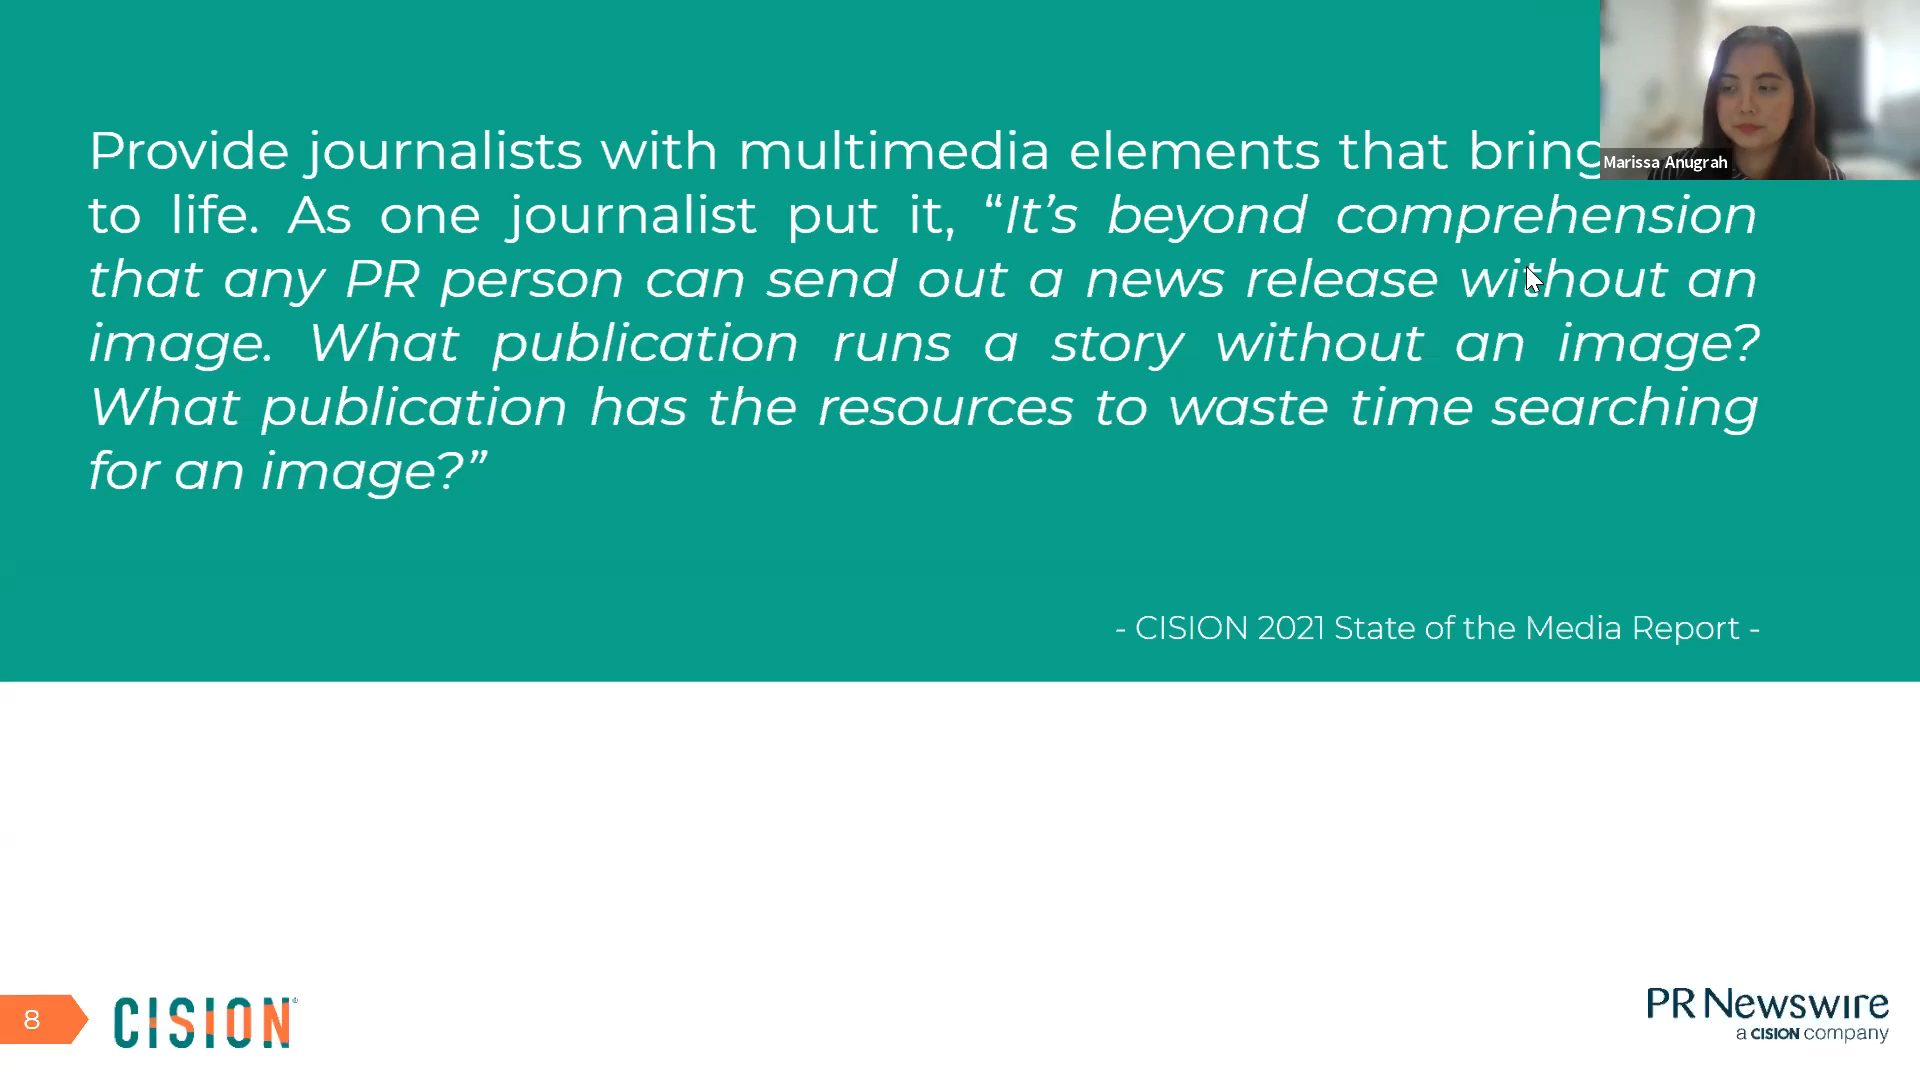 Provide journalists with multimedia elements that bring
Marissa Anugrah
to life. As one journalist put it, “It’s beyond comprehension
that any PR person can send out a news release without an
image. What publication runs a story without an image?
What publication has the resources to waste time searching
for an image?”
- CISION 2021 State of the Media Report -
8
CISION®
PR Newswire
a CISION company